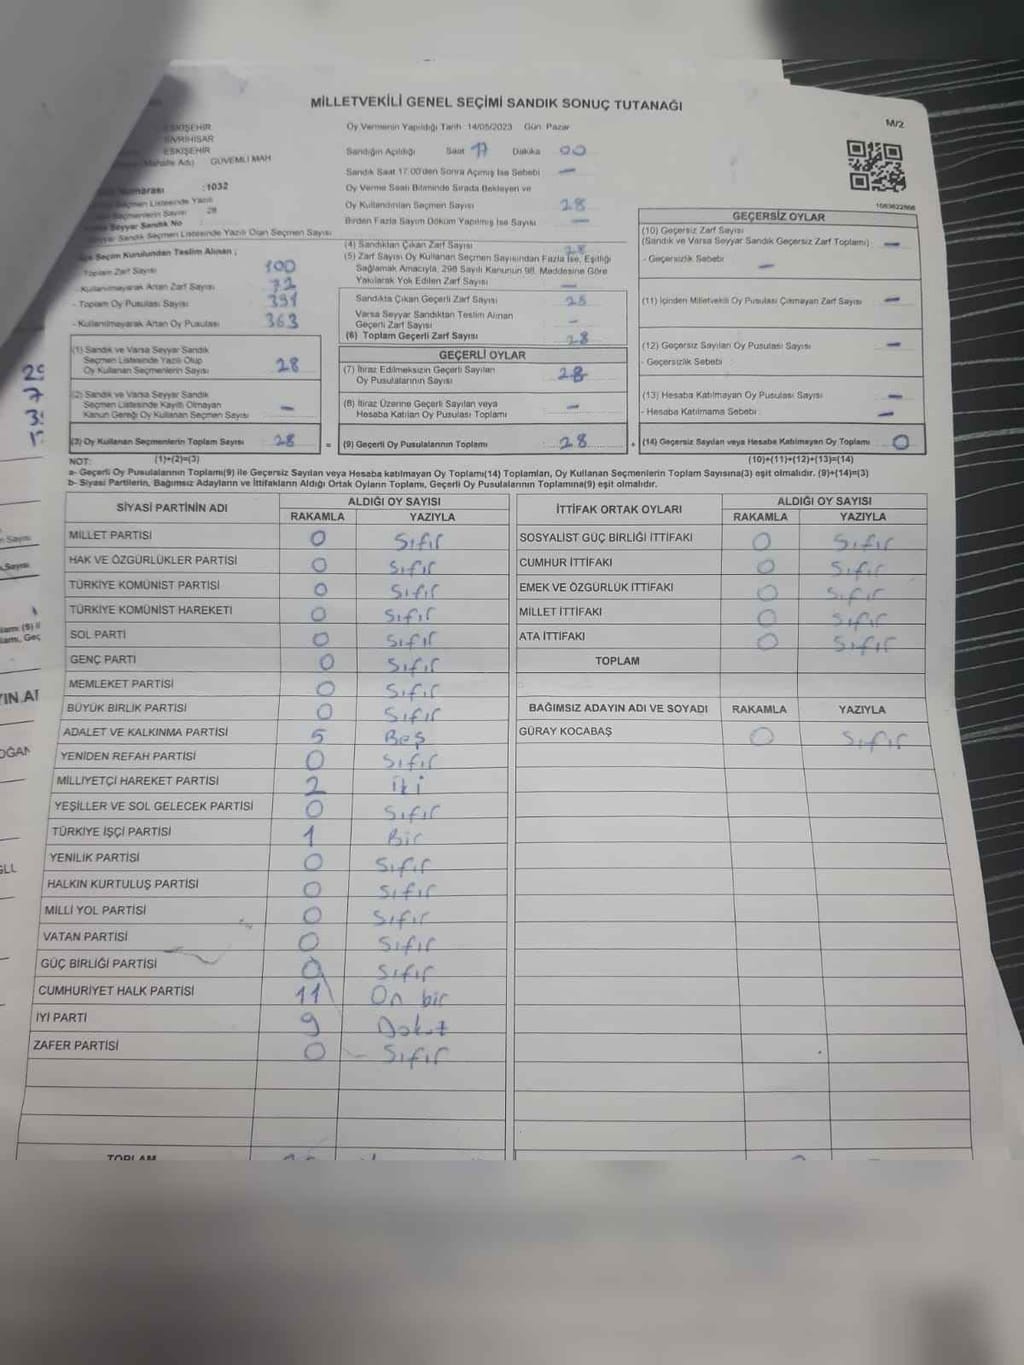 MİLLETVEKİLİ GENEL SEÇİMİ SANDIK SONUÇ TUTANAĞI
M/2
ESKİŞEHİR
SİVRİHİSAR
ESKİŞEHİR
Mahalle Adı) GÜVEMLİ MAH
:1032
28
Oy Vermenin Yapıldığı Tarih 14/05/2023 Gün Pazar
Sandığın Açıldığı Saat 17 Dakika 00
Sandık Saat 17.00'den Sonra Açılmış İse Sebebi —
Oy Verme Saati Bitiminde Sırada Bekleyen ve
Oy Kullandırılan Seçmen Sayısı 28
Birden Fazla Sayım Döküm Yapılmış İse Sayısı —
Seyyar Sandık No
Seyyar Sandık Seçmen Listesinde Yazılı Olan Seçmen Sayısı
Seçim Kurulundan Teslim Alınan ;
Toplam Zarf Sayısı 100
- Kullanılmayarak Artan Zarf Sayısı 72
- Toplam Oy Pusulası Sayısı 391
- Kullanılmayarak Artan Oy Pusulası 363
(1) Sandık ve Varsa Seyyar Sandık
Seçmen Listesinde Yazılı Olup
Oy Kullanan Seçmenlerin Sayısı 28
(2) Sandık ve Varsa Seyyar Sandık
Seçmen Listesinde Kayıtlı Olmayan
Kanun Gereği Oy Kullanan Seçmen Sayısı —
(3) Oy Kullanan Seçmenlerin Toplam Sayısı 28
(4) Sandıktan Çıkan Zarf Sayısı 28
(5) Zarf Sayısı Oy Kullanan Seçmen Sayısından Fazla İse, Eşitliği
Sağlamak Amacıyla, 298 Sayılı Kanunun 98. Maddesine Göre
Yakılarak Yok Edilen Zarf Sayısı —
Sandıkta Çıkan Geçerli Zarf Sayısı 28
Varsa Seyyar Sandıktan Teslim Alınan
Geçerli Zarf Sayısı —
(6) Toplam Geçerli Zarf Sayısı 28
GEÇERLİ OYLAR
(7) İtiraz Edilmeksizin Geçerli Sayılan
Oy Pusulalarının Sayısı 28
(8) İtiraz Üzerine Geçerli Sayılan veya
Hesaba Katılan Oy Pusulası Toplamı —
= (9) Geçerli Oy Pusulalarının Toplamı 28
1083622866
GEÇERSİZ OYLAR
(10) Geçersiz Zarf Sayısı
(Sandık ve Varsa Seyyar Sandık Geçersiz Zarf Toplamı) —
- Geçersizlik Sebebi : —
(11) İçinden Milletvekili Oy Pusulası Çıkmayan Zarf Sayısı —
(12) Geçersiz Sayılan Oy Pusulası Sayısı —
- Geçersizlik Sebebi :
(13) Hesaba Katılmayan Oy Pusulası Sayısı —
- Hesaba Katılmama Sebebi : —
(14) Geçersiz Sayılan veya Hesaba Katılmayan Oy Toplamı 0
NOT: (1)+(2)=(3) (10)+(11)+(12)+(13)=(14)
a- Geçerli Oy Pusulalarının Toplamı(9) ile Geçersiz Sayılan veya Hesaba katılmayan Oy Toplamı(14) Toplamları, Oy Kullanan Seçmenlerin Toplam Sayısına(3) eşit olmalıdır. (9)+(14)=(3)
b- Siyasi Partilerin, Bağımsız Adayların ve İttifakların Aldığı Ortak Oyların Toplamı, Geçerli Oy Pusulalarının Toplamına(9) eşit olmalıdır.
SİYASİ PARTİNİN ADI ALDIĞI OY SAYISI
RAKAMLA YAZIYLA
MİLLET PARTİSİ 0 Sıfır
HAK VE ÖZGÜRLÜKLER PARTİSİ 0 Sıfır
TÜRKİYE KOMÜNİST PARTİSİ 0 Sıfır
TÜRKİYE KOMÜNİST HAREKETİ 0 Sıfır
SOL PARTİ 0 Sıfır
GENÇ PARTİ 0 Sıfır
MEMLEKET PARTİSİ 0 Sıfır
BÜYÜK BİRLİK PARTİSİ 0 Sıfır
ADALET VE KALKINMA PARTİSİ 5 Beş
YENİDEN REFAH PARTİSİ 0 Sıfır
MİLLİYETÇİ HAREKET PARTİSİ 2 iki
YEŞİLLER VE SOL GELECEK PARTİSİ 0 Sıfır
TÜRKİYE İŞÇİ PARTİSİ 1 Bir
YENİLİK PARTİSİ 0 Sıfır
HALKIN KURTULUŞ PARTİSİ 0 Sıfır
MİLLİ YOL PARTİSİ 0 Sıfır
VATAN PARTİSİ 0 Sıfır
GÜÇ BİRLİĞİ PARTİSİ 0 Sıfır
CUMHURİYET HALK PARTİSİ 11 On bir
İYİ PARTİ 9 Dokuz
ZAFER PARTİSİ 0 Sıfır
TOPLAM
İTTİFAK ORTAK OYLARI ALDIĞI OY SAYISI
RAKAMLA YAZIYLA
SOSYALİST GÜÇ BİRLİĞİ İTTİFAKI 0 Sıfır
CUMHUR İTTİFAKI 0 Sıfır
EMEK VE ÖZGÜRLÜK İTTİFAKI 0 Sıfır
MİLLET İTTİFAKI 0 Sıfır
ATA İTTİFAKI 0 Sıfır
TOPLAM
BAĞIMSIZ ADAYIN ADI VE SOYADI RAKAMLA YAZIYLA
GÜRAY KOCABAŞ 0 Sıfır